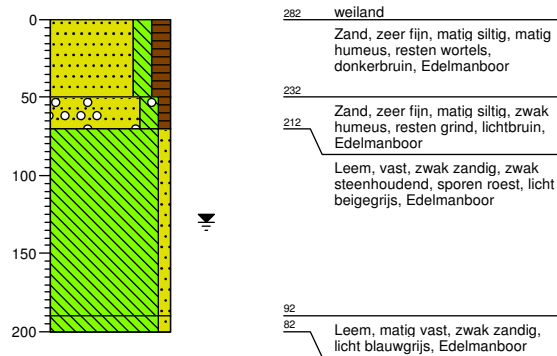 0
50
100
150
200
282 weiland
Zand, zeer fijn, matig siltig, matig
humeus, resten wortels,
donkerbruin, Edelmanboor
232
Zand, zeer fijn, matig siltig, zwak
212 humeus, resten grind, lichtbruin,
Edelmanboor
Leem, vast, zwak zandig, zwak
steenhoudend, sporen roest, licht
beigegrijs, Edelmanboor
92
82
Leem, matig vast, zwak zandig,
licht blauwgrijs, Edelmanboor